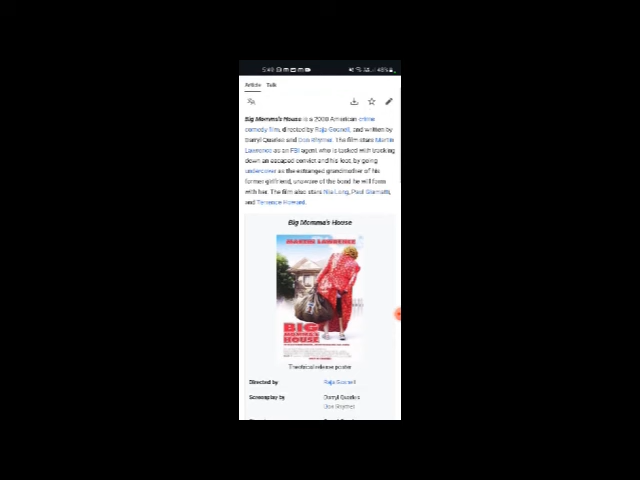 5:49
48%
Article Talk
Big Momma's House is a 2000 American crime
comedy film, directed by Raja Gosnell, and written by
Darryl Quarles and Don Rhymer. The film stars Martin
Lawrence as an FBI agent who is tasked with tracking
down an escaped convict and his loot, by going
undercover as the estranged grandmother of his
former girlfriend, unaware of the bond he will form
with her. The film also stars Nia Long, Paul Giamatti,
and Terrence Howard.
Big Momma's House
MARTIN LAWRENCE
BIG
MOMMA'S
HOUSE
Theatrical release poster
Directed by Raja Gosnell
Screenplay by Darryl Quarles
Don Rhymer